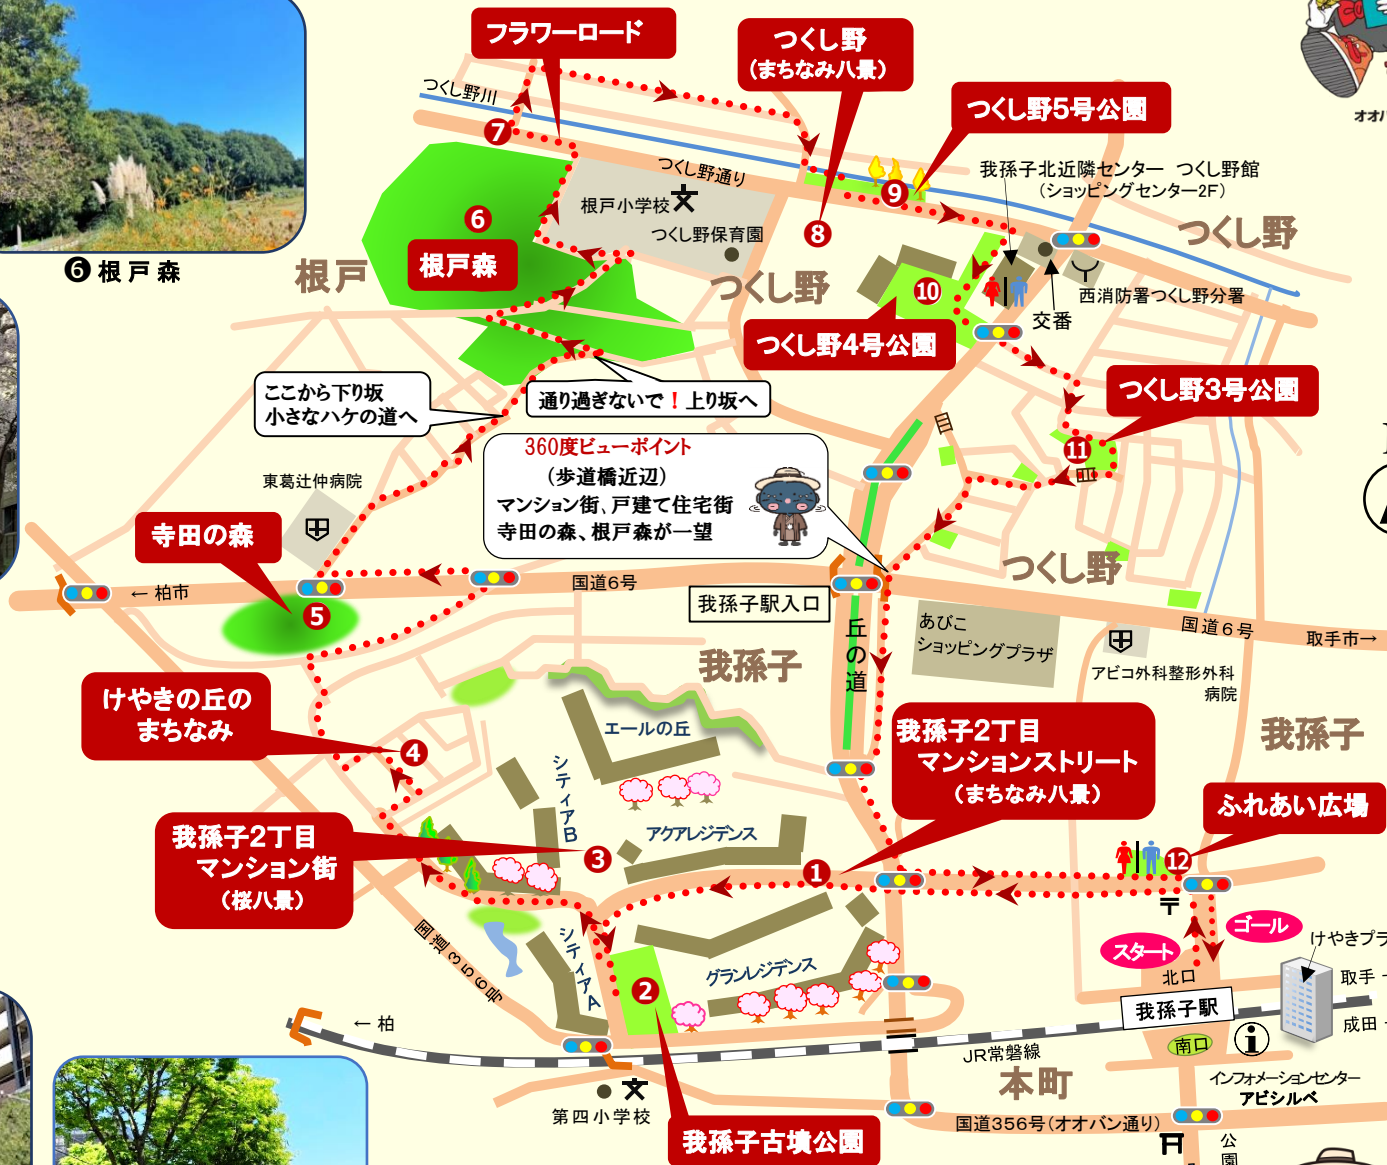 フラワーロード
つくし野
(まちなみ八景)
つくし野5号公園
つくし野川
⑦
つくし野通り
我孫子北近隣センター つくし野館
(ショッピングセンター2F)
⑨
⑥
根戸小学校
つくし野保育園
⑧
つくし野
❻根戸森
根戸
根戸森
つくし野
⑩
西消防署つくし野分署
交番
つくし野4号公園
ここから下り坂
小さなハケの道へ
通り過ぎないで!上り坂へ
つくし野3号公園
⑪
360度ビューポイント
(歩道橋近辺)
マンション街、戸建て住宅街
寺田の森、根戸森が一望
東葛辻仲病院
寺田の森
← 柏市
国道6号
つくし野
我孫子駅入口
⑤
丘の道
あびこ
ショッピングプラザ
国道6号
取手市→
アビコ外科整形外科
病院
我孫子
けやきの丘の
まちなみ
④
エールの丘
我孫子2丁目
マンションストリート
(まちなみ八景)
我孫子
シティアB
アクアレジデンス
ふれあい広場
我孫子2丁目
マンション街
(桜八景)
③
①
⑫
〒
国道356号
シティアA
グランレジデンス
②
スタート
ゴール
北口
けやきプラ
取手
我孫子駅
成田
← 柏
JR常磐線
南口
本町
インフォメーションセンター
アビシルベ
第四小学校
国道356号(オオバン通り)
我孫子古墳公園
公園